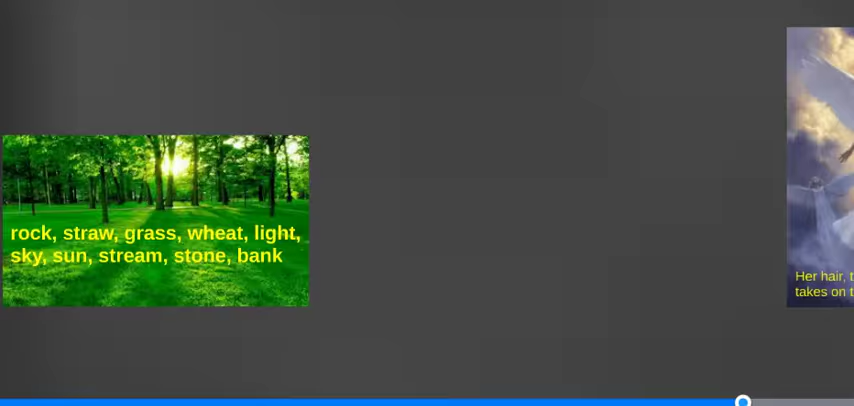 rock, straw, grass, wheat, light,
sky, sun, stream, stone, bank
Her hair, t
takes on t